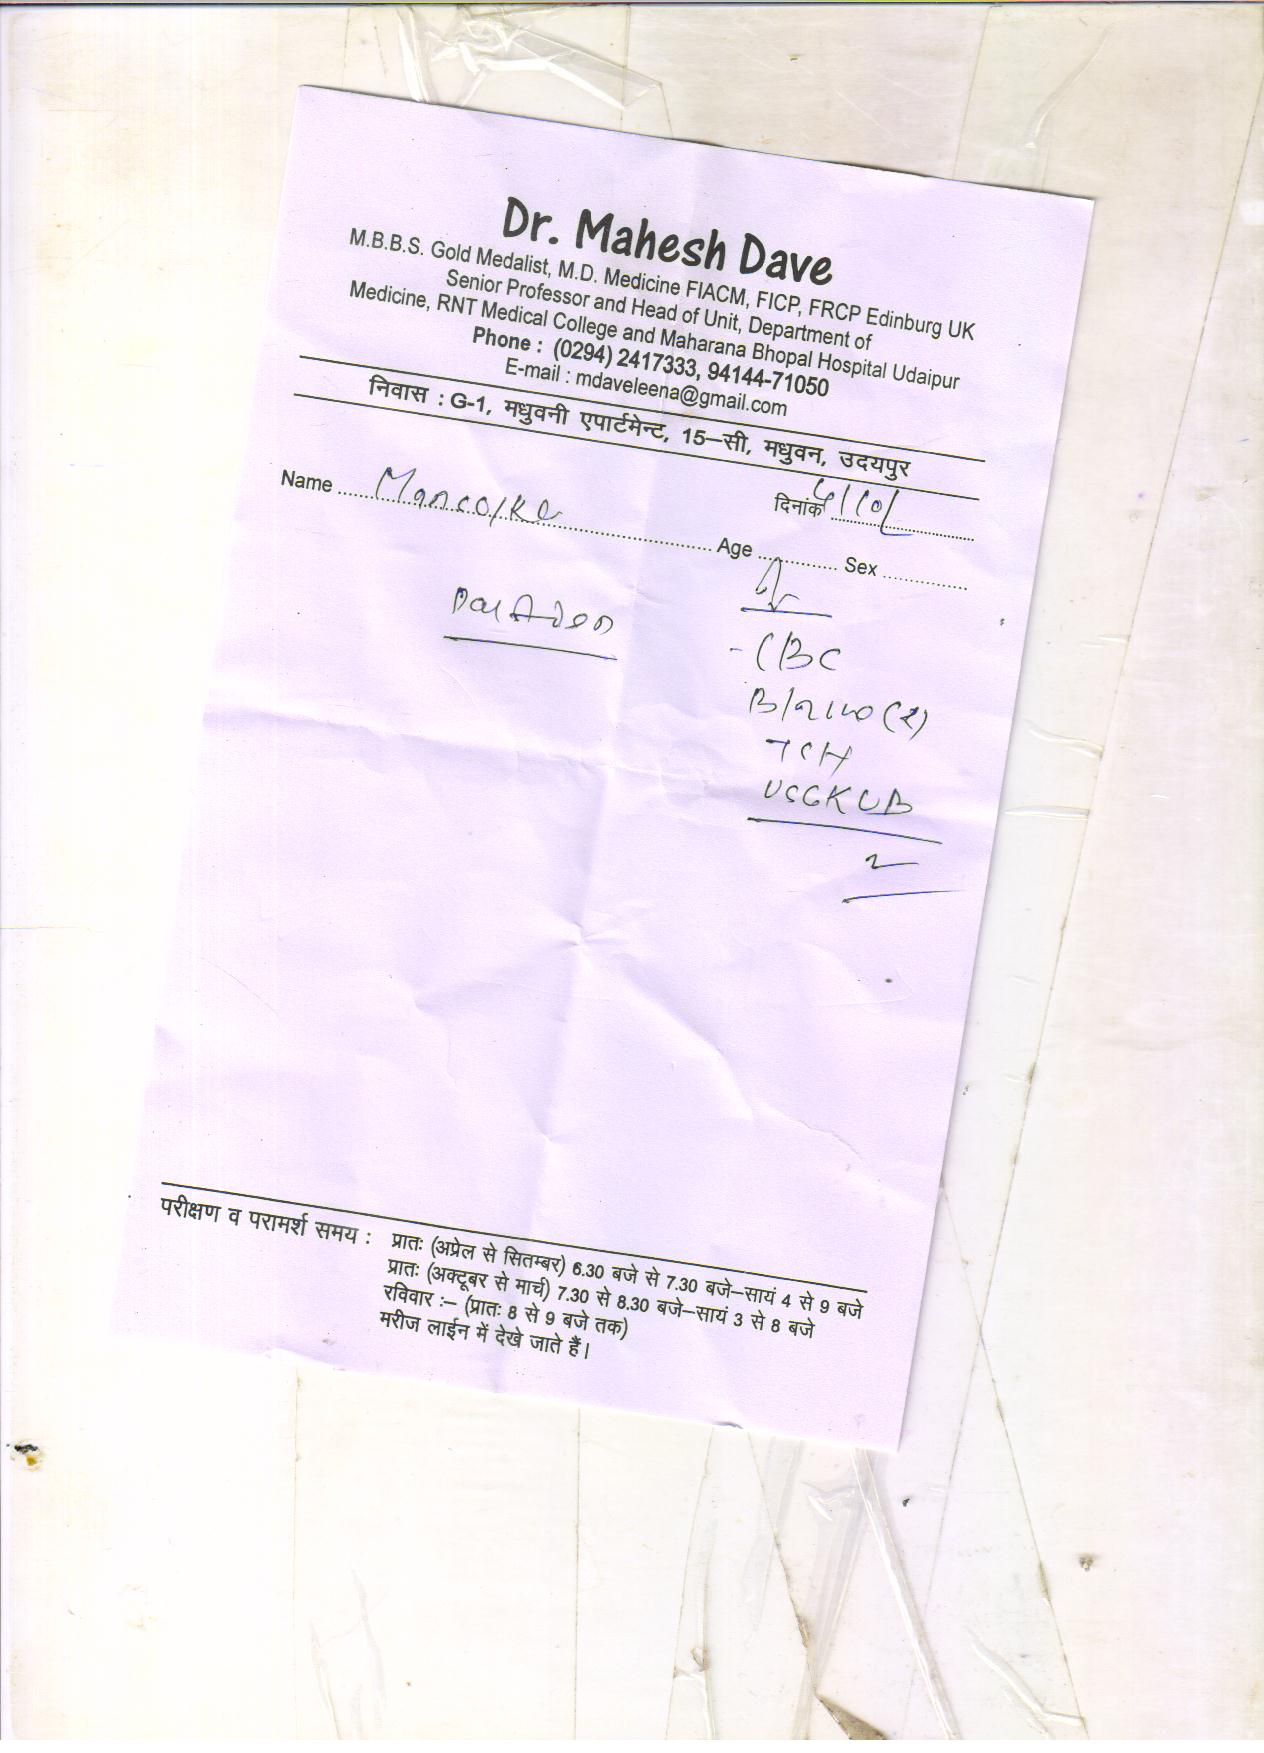 Dr. Mahesh Dave
M.B.B.S. Gold Medalist, M.D. Medicine FIACM, FICP, FRCP Edinburg UK
Senior Professor and Head of Unit, Department of
Medicine, RNT Medical College and Maharana Bhopal Hospital Udaipur
Phone : (0294) 2417333, 94144-71050
E-mail : mdaveleena@gmail.com
निवास : G-1, मधुवनी एपार्टमेन्ट, 15–सी, मधुवन, उदयपुर
दिनांक
Name
Age Sex
- CBC
USG KUB
परीक्षण व परामर्श समय : प्रातः (अप्रेल से सितम्बर) 6.30 बजे से 7.30 बजे–सायं 4 से 9 बजे
प्रातः (अक्टूबर से मार्च) 7.30 से 8.30 बजे–सायं 3 से 8 बजे
रविवार :– (प्रातः 8 से 9 बजे तक)
मरीज लाईन में देखे जाते हैं।